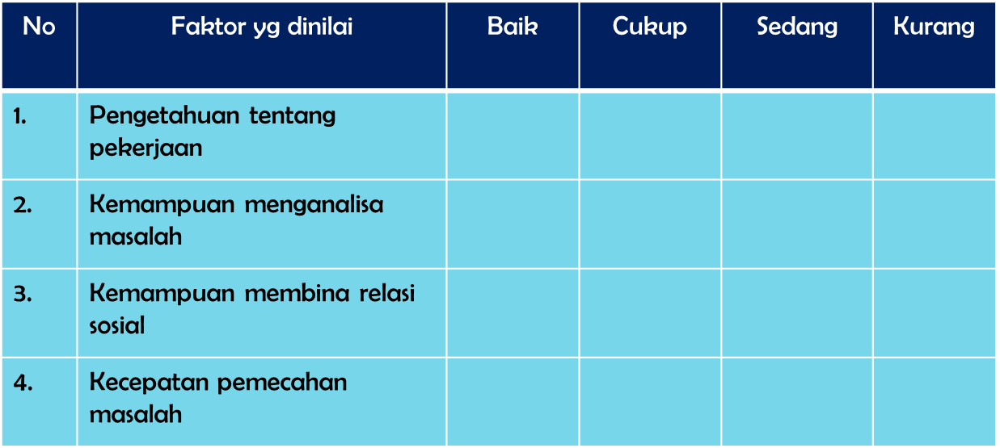 No Faktor yg dinilai Baik Cukup Sedang Kurang
1. Pengetahuan tentang
pekerjaan
2. Kemampuan menganalisa
masalah
3. Kemampuan membina relasi
sosial
4. Kecepatan pemecahan
masalah